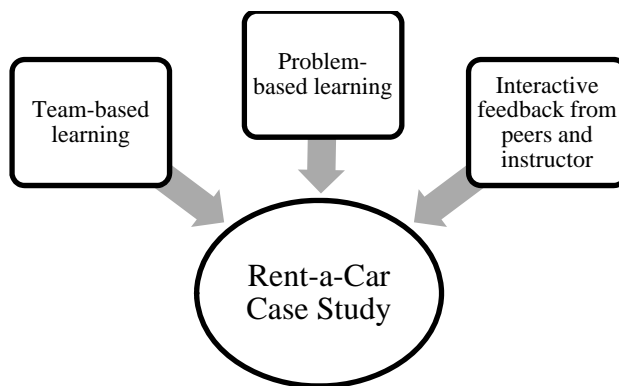 Team-based
learning
Problem-
based learning
Interactive
feedback from
peers and
instructor
Rent-a-Car
Case Study